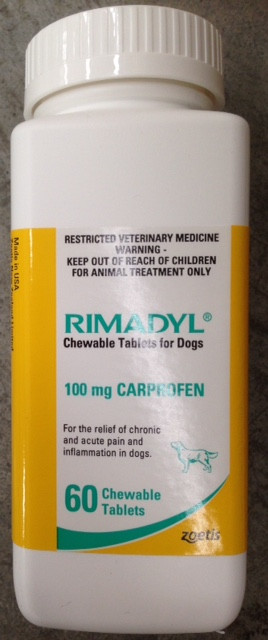 RESTRICTED VETERINARY MEDICINE
WARNING -
KEEP OUT OF REACH OF CHILDREN
FOR ANIMAL TREATMENT ONLY
RIMADYL®
Chewable Tablets for Dogs
100 mg CARPROFEN
For the relief of chronic
and acute pain and
inflammation in dogs.
60 Chewable
Tablets
zoetis
Made in USA